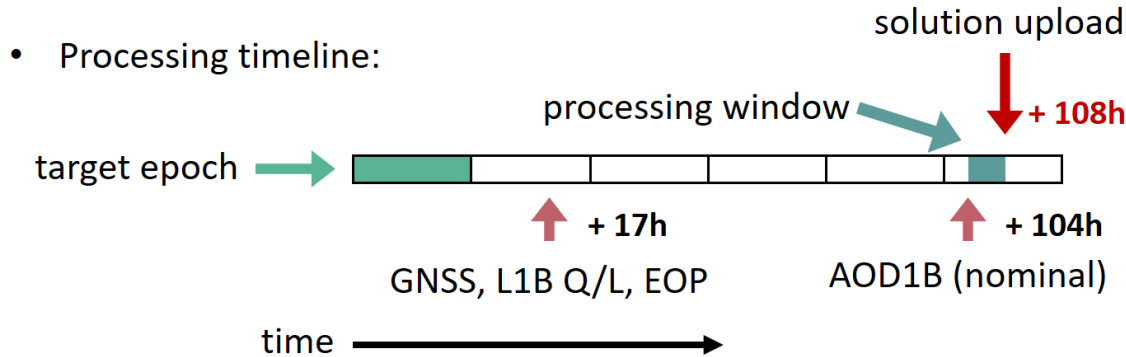 solution upload
• Processing timeline:
processing window
+ 108h
target epoch
+ 17h
+ 104h
GNSS, L1B Q/L, EOP
AOD1B (nominal)
time